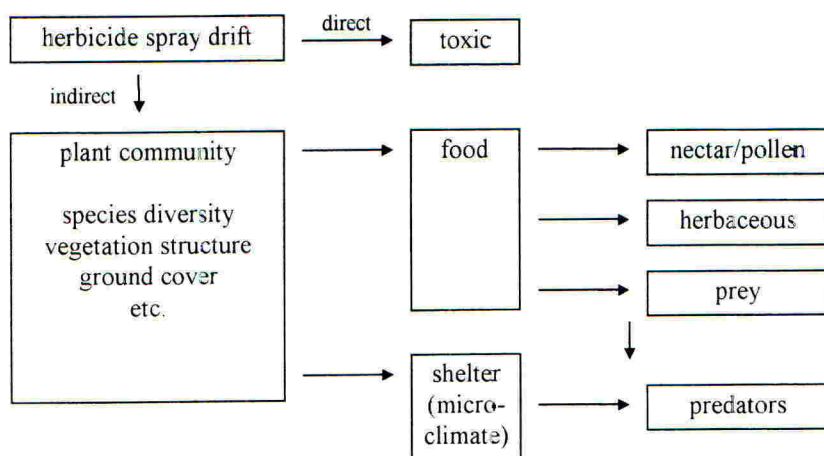 herbicide spray drift
direct
toxic
indirect
plant community
species diversity
vegetation structure
ground cover
etc.
food
nectar/pollen
herbaceous
prey
shelter
(micro-
climate)
predators